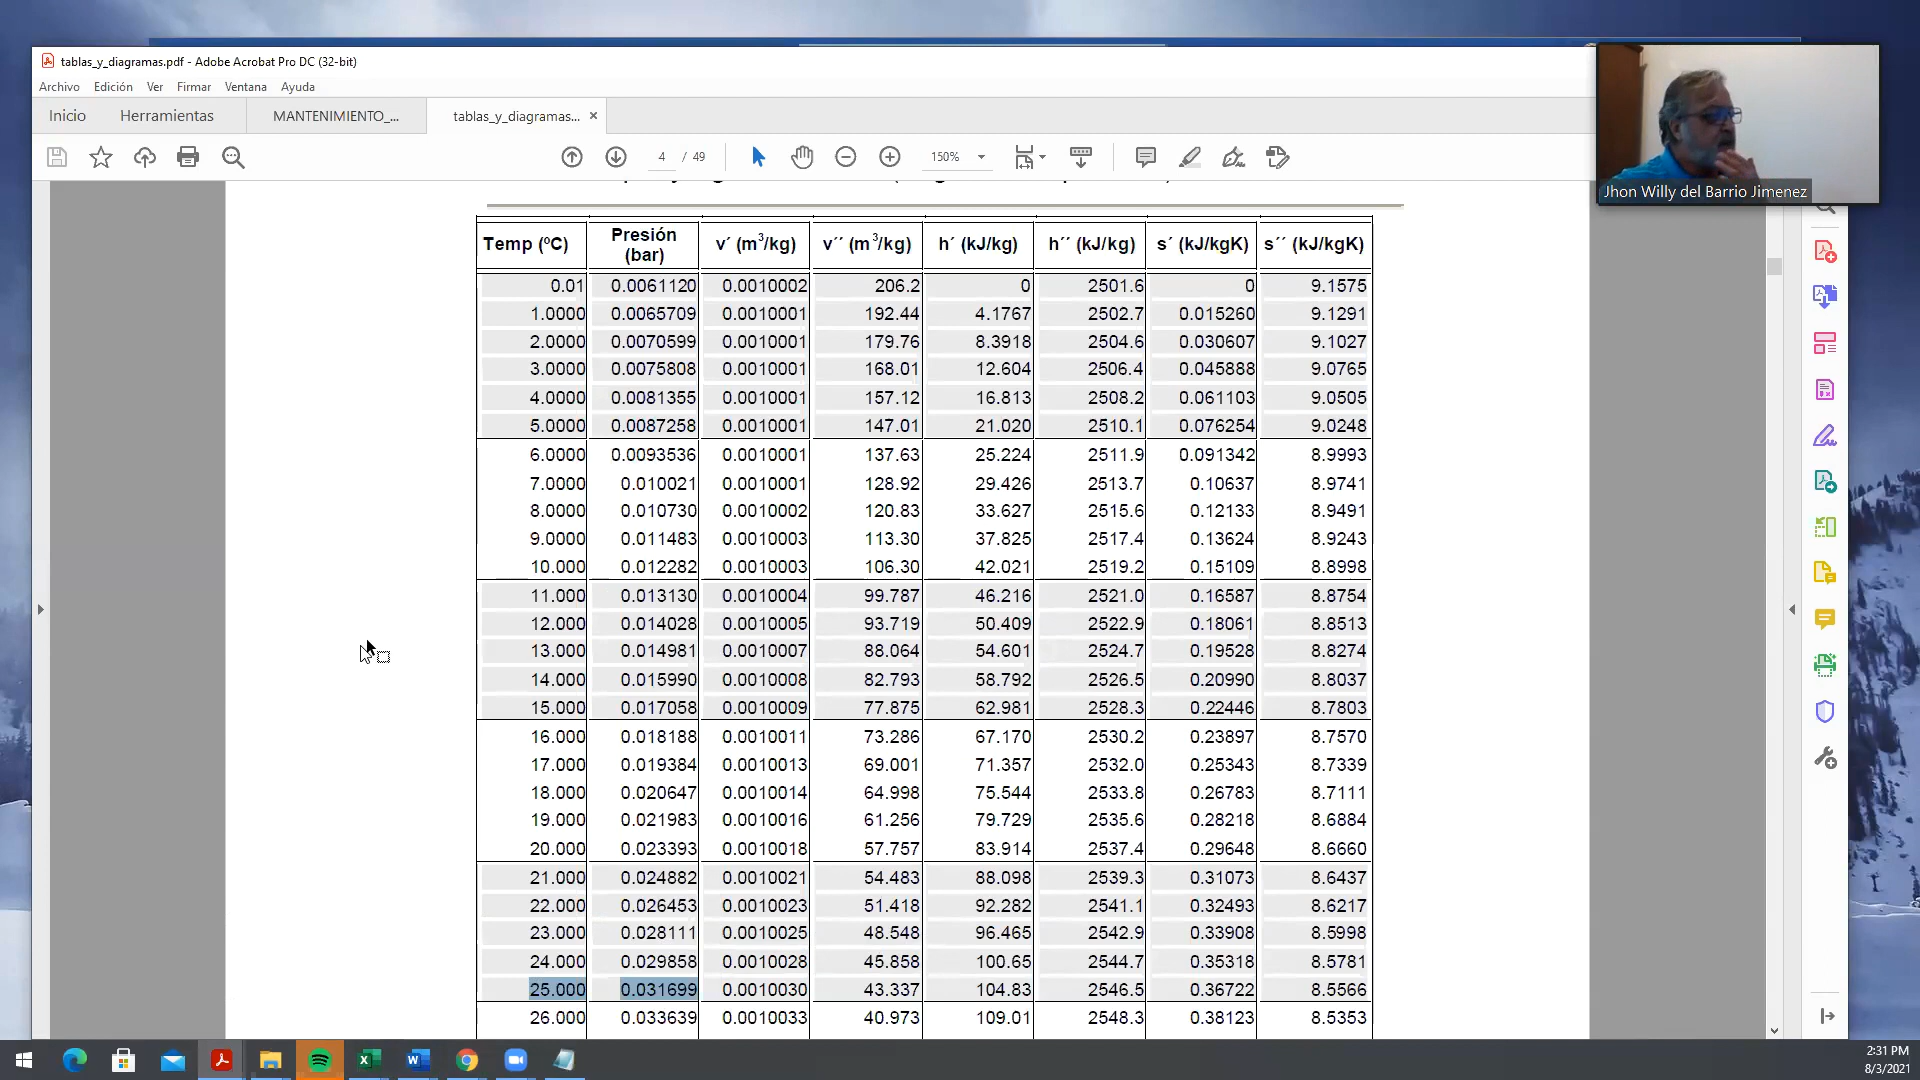 tablas_y_diagramas.pdf - Adobe Acrobat Pro DC (32-bit)
Archivo Edición Ver Firmar Ventana Ayuda
Inicio Herramientas MANTENIMIENTO_... tablas_y_diagramas... ×
4 / 49 150%
Jhon Willy del Barrio Jimenez
Temp (ºC) Presión (bar) v´ (m³/kg) v´´ (m³/kg) h´ (kJ/kg) h´´ (kJ/kg) s´ (kJ/kgK) s´´ (kJ/kgK)
0.01 0.0061120 0.0010002 206.2 0 2501.6 0 9.1575
1.0000 0.0065709 0.0010001 192.44 4.1767 2502.7 0.015260 9.1291
2.0000 0.0070599 0.0010001 179.76 8.3918 2504.6 0.030607 9.1027
3.0000 0.0075808 0.0010001 168.01 12.604 2506.4 0.045888 9.0765
4.0000 0.0081355 0.0010001 157.12 16.813 2508.2 0.061103 9.0505
5.0000 0.0087258 0.0010001 147.01 21.020 2510.1 0.076254 9.0248
6.0000 0.0093536 0.0010001 137.63 25.224 2511.9 0.091342 8.9993
7.0000 0.010021 0.0010001 128.92 29.426 2513.7 0.10637 8.9741
8.0000 0.010730 0.0010002 120.83 33.627 2515.6 0.12133 8.9491
9.0000 0.011483 0.0010003 113.30 37.825 2517.4 0.13624 8.9243
10.000 0.012282 0.0010003 106.30 42.021 2519.2 0.15109 8.8998
11.000 0.013130 0.0010004 99.787 46.216 2521.0 0.16587 8.8754
12.000 0.014028 0.0010005 93.719 50.409 2522.9 0.18061 8.8513
13.000 0.014981 0.0010007 88.064 54.601 2524.7 0.19528 8.8274
14.000 0.015990 0.0010008 82.793 58.792 2526.5 0.20990 8.8037
15.000 0.017058 0.0010009 77.875 62.981 2528.3 0.22446 8.7803
16.000 0.018188 0.0010011 73.286 67.170 2530.2 0.23897 8.7570
17.000 0.019384 0.0010013 69.001 71.357 2532.0 0.25343 8.7339
18.000 0.020647 0.0010014 64.998 75.544 2533.8 0.26783 8.7111
19.000 0.021983 0.0010016 61.256 79.729 2535.6 0.28218 8.6884
20.000 0.023393 0.0010018 57.757 83.914 2537.4 0.29648 8.6660
21.000 0.024882 0.0010021 54.483 88.098 2539.3 0.31073 8.6437
22.000 0.026453 0.0010023 51.418 92.282 2541.1 0.32493 8.6217
23.000 0.028111 0.0010025 48.548 96.465 2542.9 0.33908 8.5998
24.000 0.029858 0.0010028 45.858 100.65 2544.7 0.35318 8.5781
25.000 0.031699 0.0010030 43.337 104.83 2546.5 0.36722 8.5566
26.000 0.033639 0.0010033 40.973 109.01 2548.3 0.38123 8.5353
2:31 PM
8/3/2021